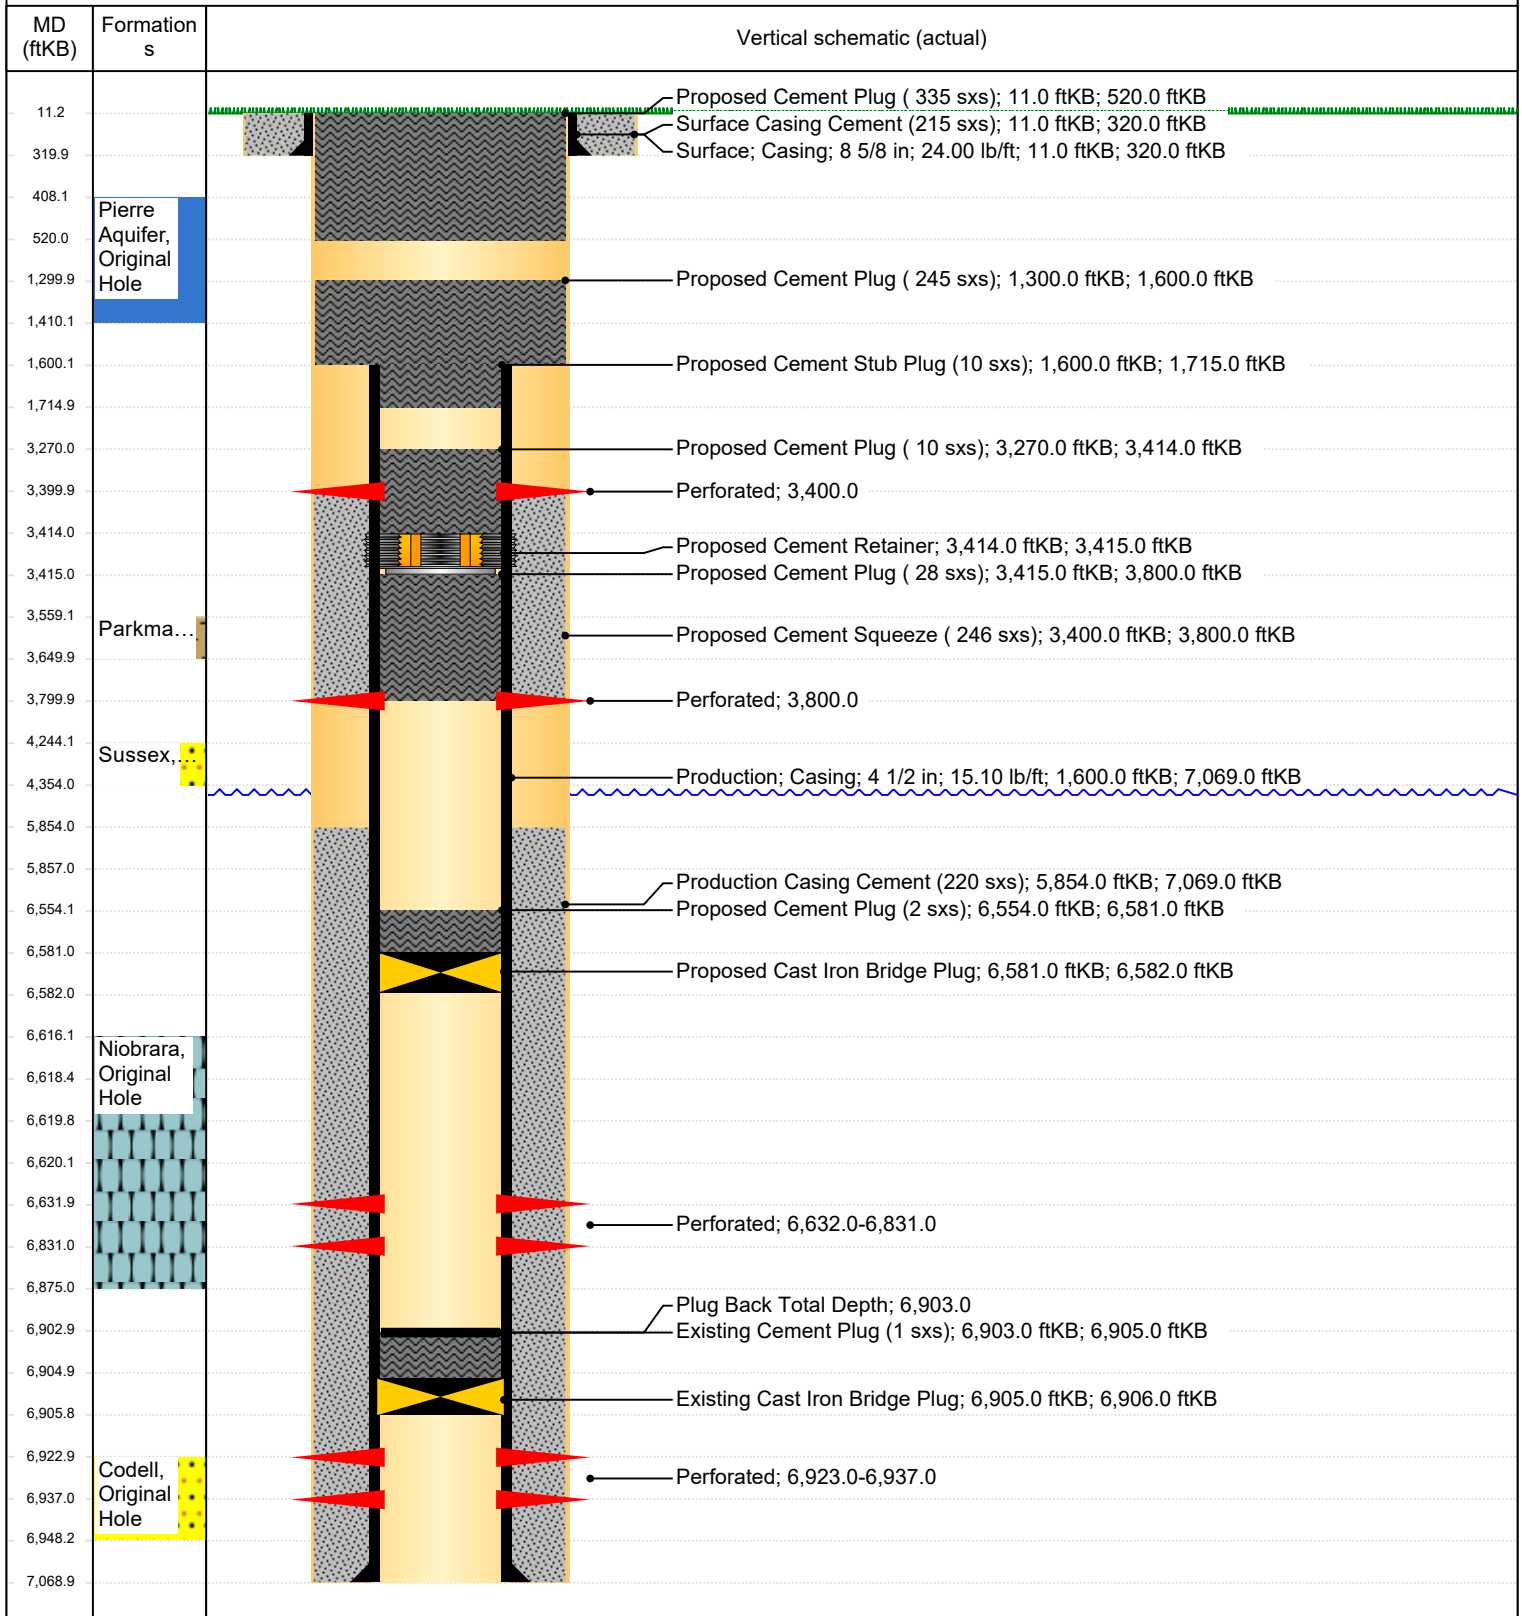 MD
(ftKB)
Formation
s
Vertical schematic (actual)
11.2
319.9
408.1
520.0
1,299.9
1,410.1
1,600.1
1,714.9
3,270.0
3,399.9
3,414.0
3,415.0
3,559.1
3,649.9
3,799.9
4,244.1
4,354.0
5,854.0
5,857.0
6,554.1
6,581.0
6,582.0
6,616.1
6,618.4
6,619.8
6,620.1
6,631.9
6,831.0
6,875.0
6,902.9
6,904.9
6,905.8
6,922.9
6,937.0
6,948.2
7,068.9
Pierre
Aquifer,
Original
Hole
Parkma…
Sussex,…
Niobrara,
Original
Hole
Codell,
Original
Hole
Proposed Cement Plug ( 335 sxs); 11.0 ftKB; 520.0 ftKB
Surface Casing Cement (215 sxs); 11.0 ftKB; 320.0 ftKB
Surface; Casing; 8 5/8 in; 24.00 lb/ft; 11.0 ftKB; 320.0 ftKB
Proposed Cement Plug ( 245 sxs); 1,300.0 ftKB; 1,600.0 ftKB
Proposed Cement Stub Plug (10 sxs); 1,600.0 ftKB; 1,715.0 ftKB
Proposed Cement Plug ( 10 sxs); 3,270.0 ftKB; 3,414.0 ftKB
Perforated; 3,400.0
Proposed Cement Retainer; 3,414.0 ftKB; 3,415.0 ftKB
Proposed Cement Plug ( 28 sxs); 3,415.0 ftKB; 3,800.0 ftKB
Proposed Cement Squeeze ( 246 sxs); 3,400.0 ftKB; 3,800.0 ftKB
Perforated; 3,800.0
Production; Casing; 4 1/2 in; 15.10 lb/ft; 1,600.0 ftKB; 7,069.0 ftKB
Production Casing Cement (220 sxs); 5,854.0 ftKB; 7,069.0 ftKB
Proposed Cement Plug (2 sxs); 6,554.0 ftKB; 6,581.0 ftKB
Proposed Cast Iron Bridge Plug; 6,581.0 ftKB; 6,582.0 ftKB
Perforated; 6,632.0-6,831.0
Plug Back Total Depth; 6,903.0
Existing Cement Plug (1 sxs); 6,903.0 ftKB; 6,905.0 ftKB
Existing Cast Iron Bridge Plug; 6,905.0 ftKB; 6,906.0 ftKB
Perforated; 6,923.0-6,937.0